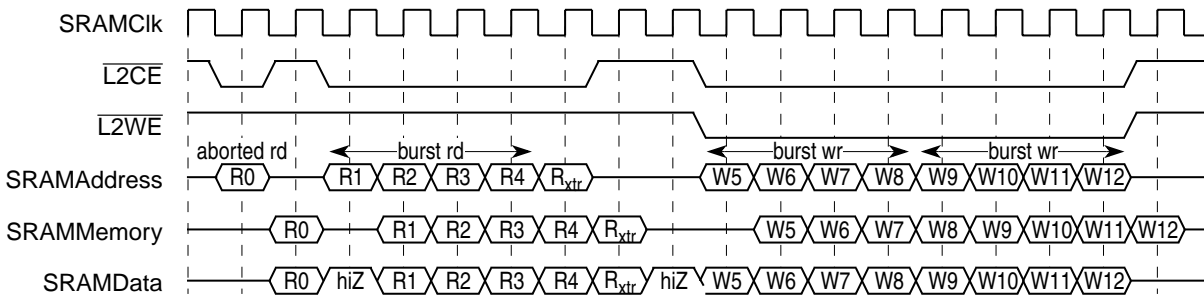 SRAMClk
L2CE
L2WE
aborted rd burst rd burst wr burst wr
SRAMAddress R0 R1 R2 R3 R4 Rxtr W5 W6 W7 W8 W9 W10 W11 W12
SRAMMemory R0 R1 R2 R3 R4 Rxtr W5 W6 W7 W8 W9 W10 W11 W12
SRAMData R0 hiZ R1 R2 R3 R4 Rxtr hiZ W5 W6 W7 W8 W9 W10 W11 W12